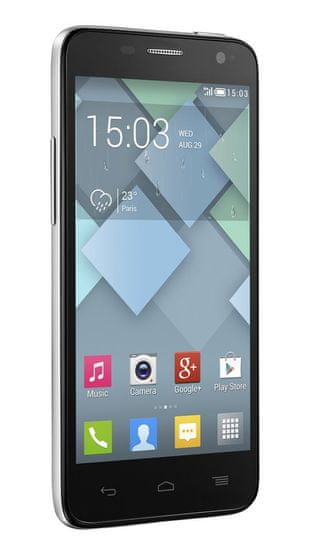 15:03
15:03
WED
AUG 29
23°
Paris
Music
Camera
g+
Google+
Play Store